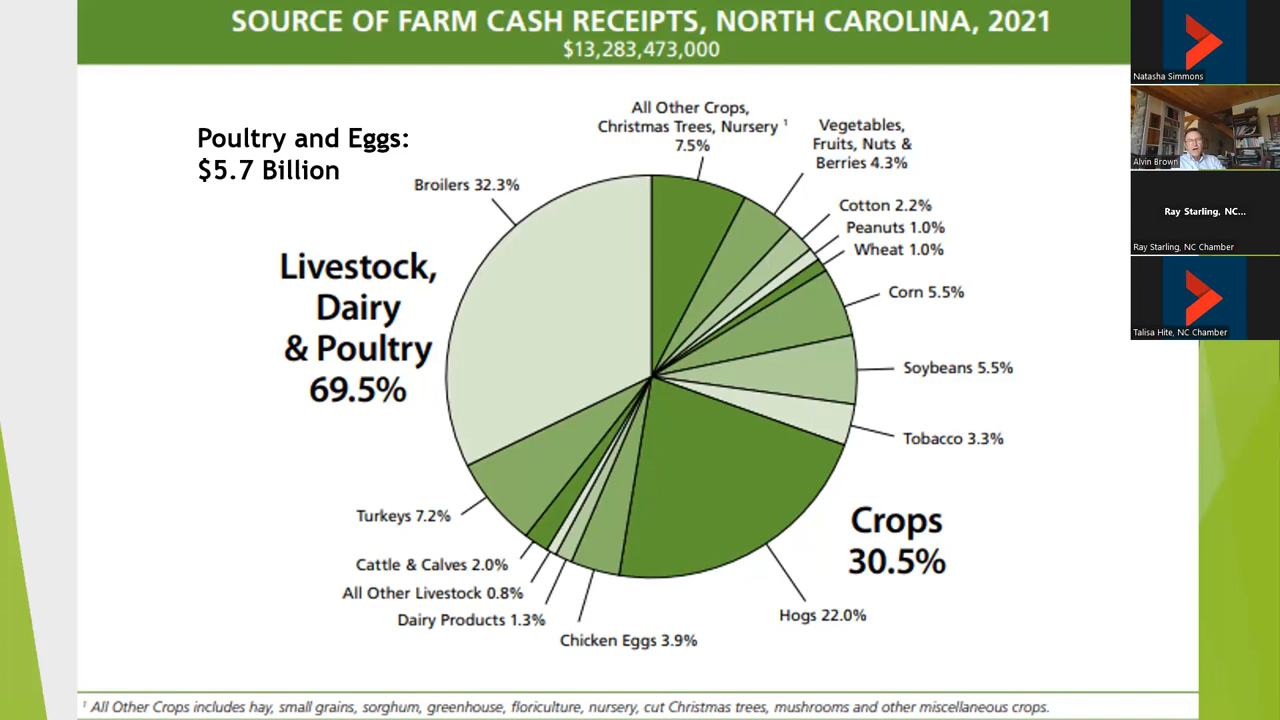 SOURCE OF FARM CASH RECEIPTS, NORTH CAROLINA, 2021
$13,283,473,000
Poultry and Eggs:
$5.7 Billion
All Other Crops,
Christmas Trees, Nursery ¹
7.5%
Vegetables,
Fruits, Nuts &
Berries 4.3%
Broilers 32.3%
Cotton 2.2%
Peanuts 1.0%
Wheat 1.0%
Livestock,
Dairy
& Poultry
69.5%
Corn 5.5%
Soybeans 5.5%
Tobacco 3.3%
Crops
30.5%
Turkeys 7.2%
Cattle & Calves 2.0%
All Other Livestock 0.8%
Dairy Products 1.3%
Chicken Eggs 3.9%
Hogs 22.0%
¹ All Other Crops includes hay, small grains, sorghum, greenhouse, floriculture, nursery, cut Christmas trees, mushrooms and other miscellaneous crops.
Natasha Simmons
Alvin Brown
Ray Starling, NC...
Ray Starling, NC Chamber
Talisa Hite, NC Chamber